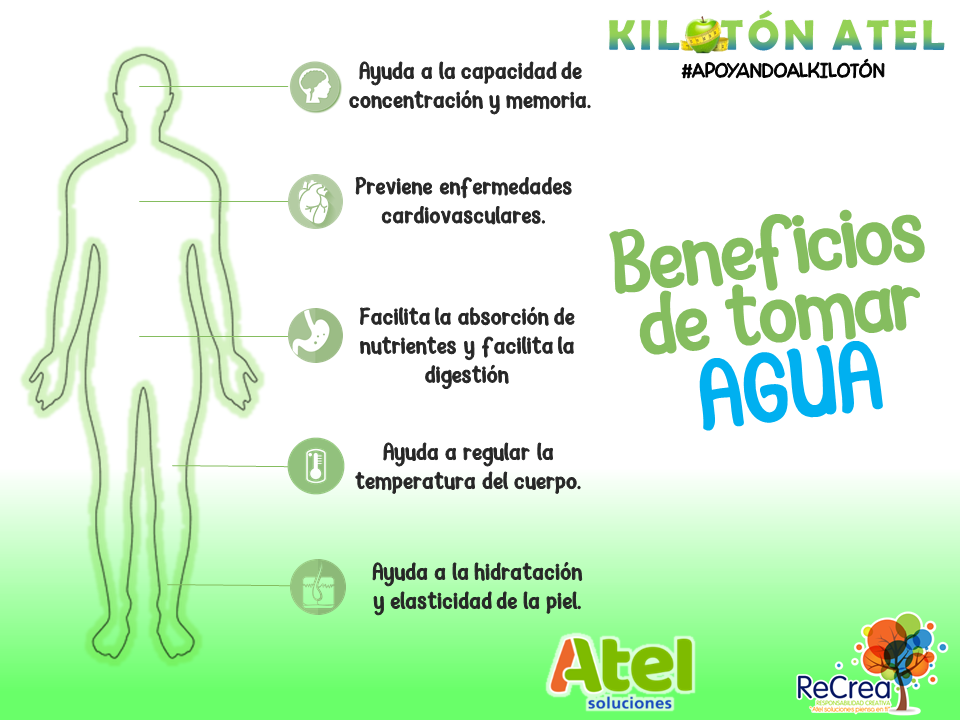 KILOTÓN ATEL
#APOYANDOALKILOTÓN
Ayuda a la capacidad de
concentración y memoria.
Previene enfermedades
cardiovasculares.
Facilita la absorción de
nutrientes y facilita la
digestión
Ayuda a regular la
temperatura del cuerpo.
Ayuda a la hidratación
y elasticidad de la piel.
Beneficios
de tomar
AGUA
Atel
soluciones
ReCrea
RESPONSABILIDAD CREATIVA
Atel soluciones piensa en ti